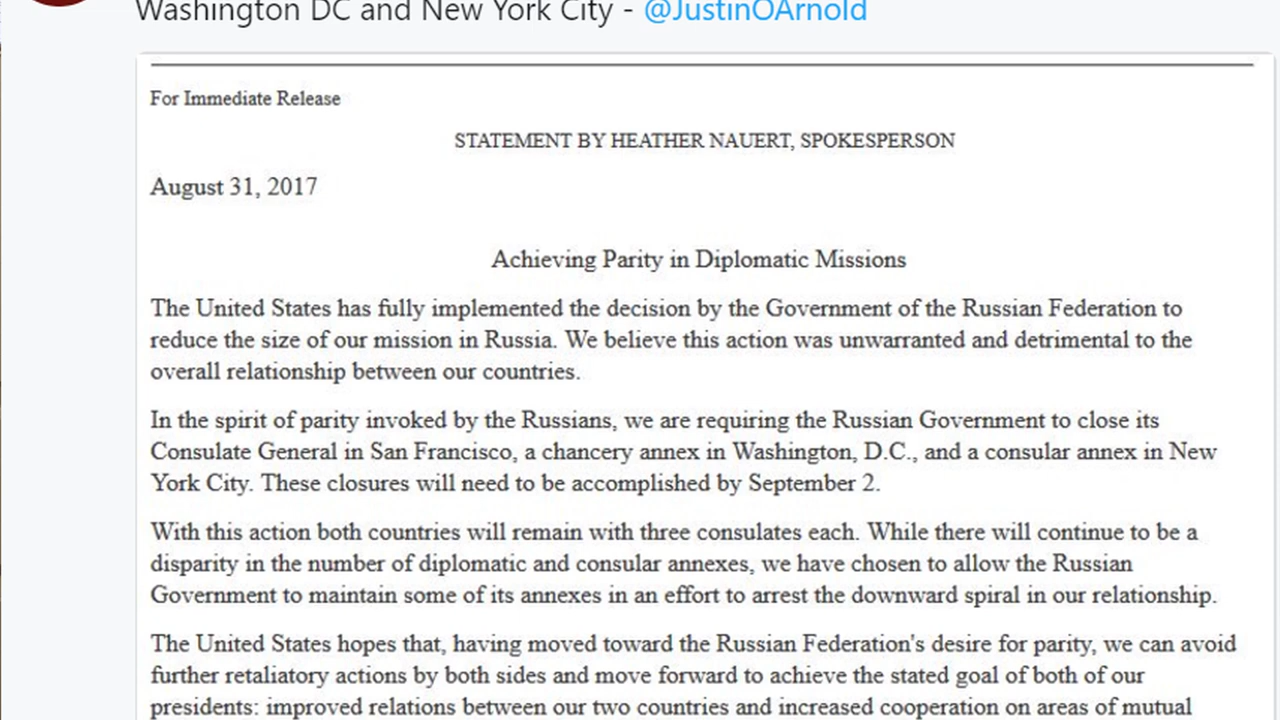 Washington DC and New York City - @JustinOArnold
For Immediate Release
STATEMENT BY HEATHER NAUERT, SPOKESPERSON
August 31, 2017
Achieving Parity in Diplomatic Missions
The United States has fully implemented the decision by the Government of the Russian Federation to
reduce the size of our mission in Russia. We believe this action was unwarranted and detrimental to the
overall relationship between our countries.
In the spirit of parity invoked by the Russians, we are requiring the Russian Government to close its
Consulate General in San Francisco, a chancery annex in Washington, D.C., and a consular annex in New
York City. These closures will need to be accomplished by September 2.
With this action both countries will remain with three consulates each. While there will continue to be a
disparity in the number of diplomatic and consular annexes, we have chosen to allow the Russian
Government to maintain some of its annexes in an effort to arrest the downward spiral in our relationship.
The United States hopes that, having moved toward the Russian Federation's desire for parity, we can avoid
further retaliatory actions by both sides and move forward to achieve the stated goal of both of our
presidents: improved relations between our two countries and increased cooperation on areas of mutual